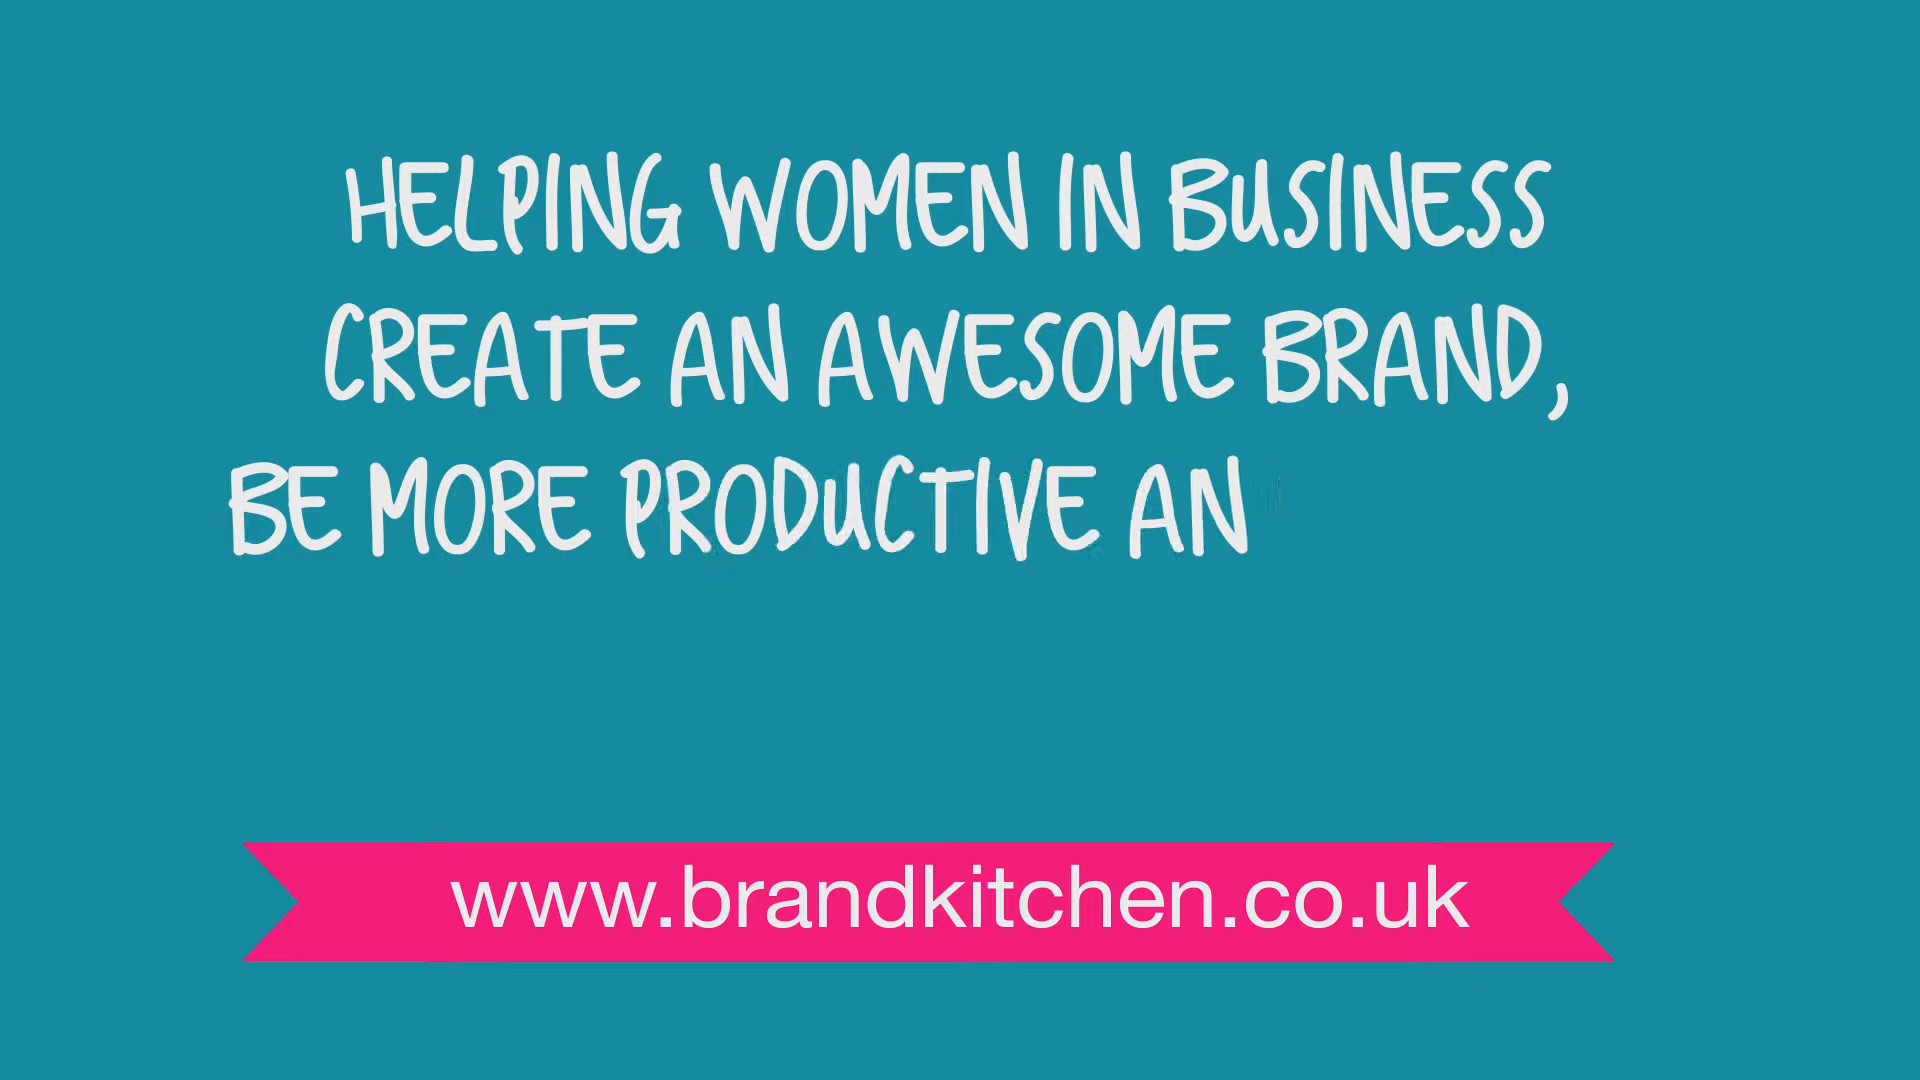 HELPING WOMEN IN BUSINESS
CREATE AN AWESOME BRAND,
BE MORE PRODUCTIVE AN
www.brandkitchen.co.uk